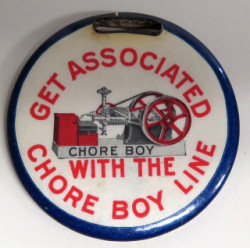 GET ASSOCIATED
CHORE BOY
WITH THE
CHORE BOY LINE